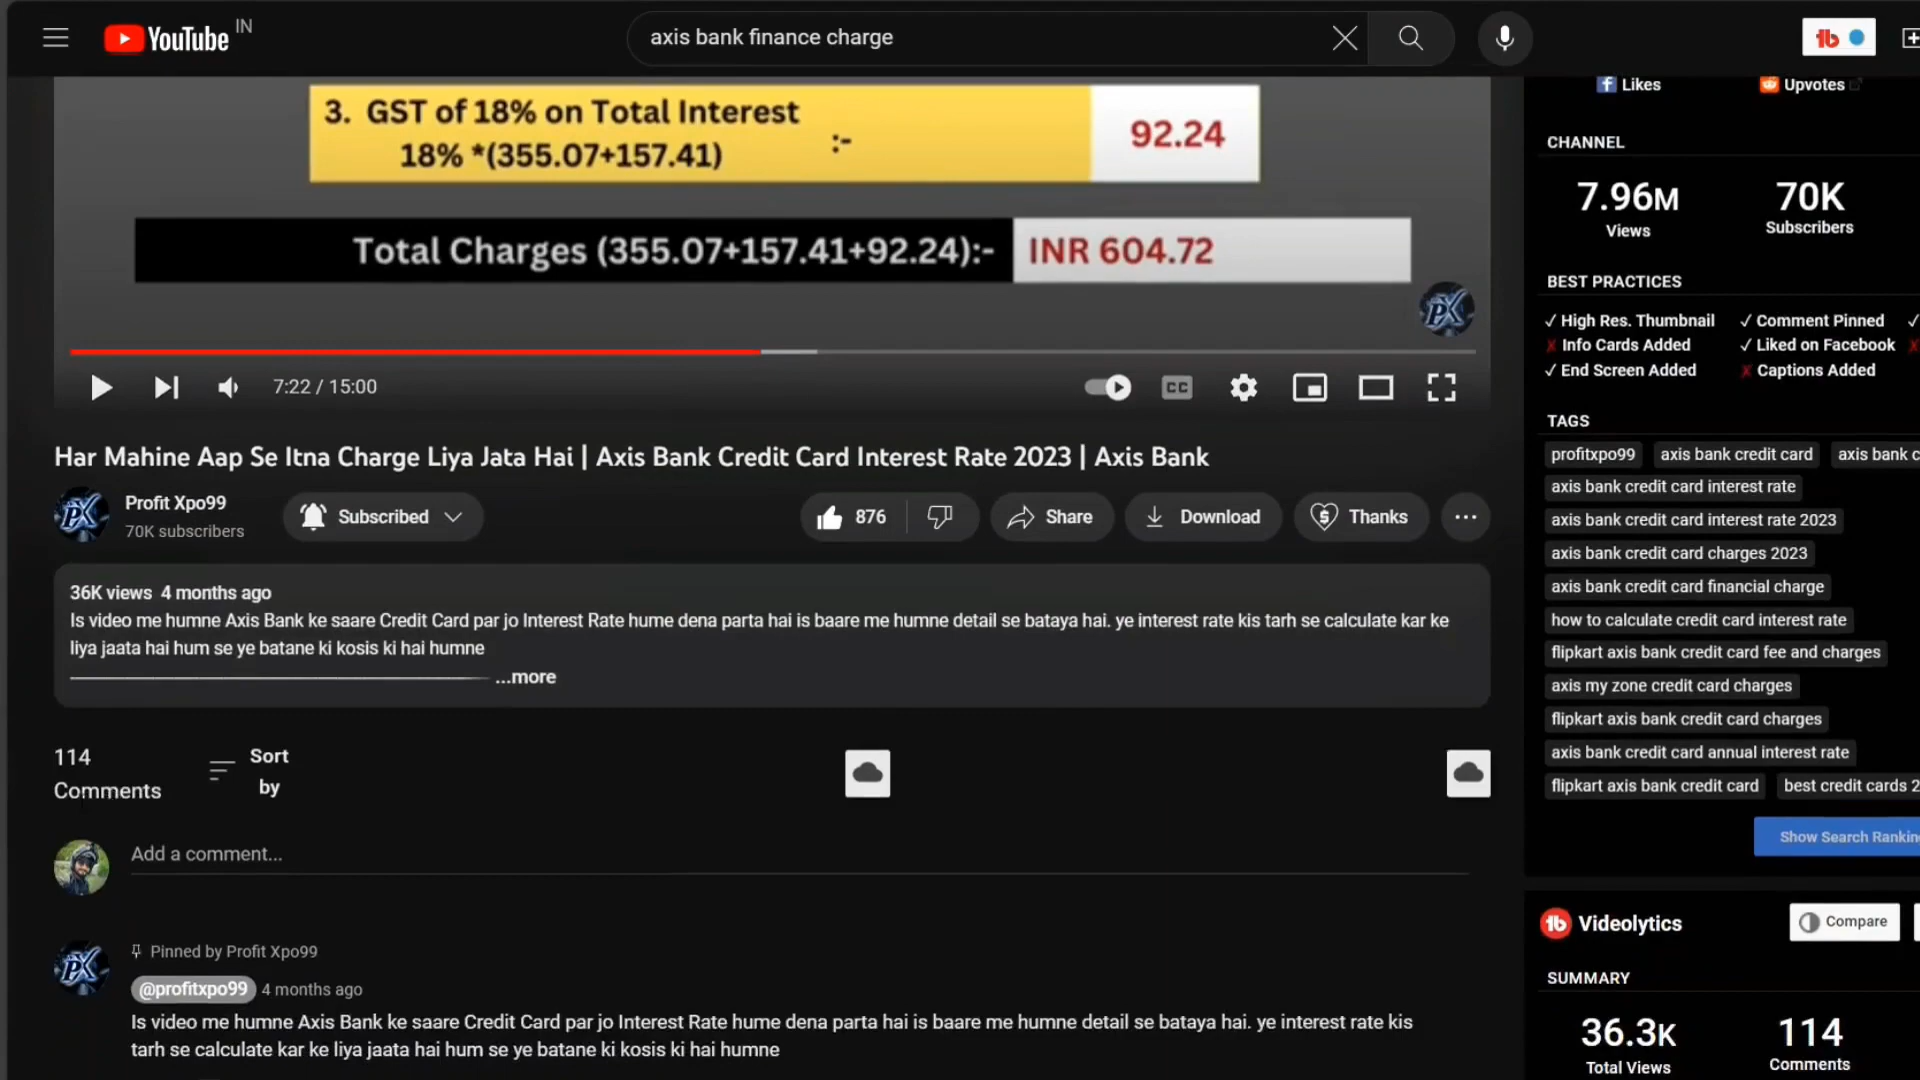 YouTube IN
axis bank finance charge
3. GST of 18% on Total Interest
18% *(355.07+157.41)
:-
92.24
Total Charges (355.07+157.41+92.24):-
INR 604.72
7:22 / 15:00
CC
Har Mahine Aap Se Itna Charge Liya Jata Hai | Axis Bank Credit Card Interest Rate 2023 | Axis Bank
Profit Xpo99
70K subscribers
Subscribed
876
Share
Download
Thanks
36K views 4 months ago
Is video me humne Axis Bank ke saare Credit Card par jo Interest Rate hume dena parta hai is baare me humne detail se bataya hai. ye interest rate kis tarh se calculate kar ke
liya jaata hai hum se ye batane ki kosis ki hai humne
...more
114
Comments
Sort
by
Add a comment...
Pinned by Profit Xpo99
@profitxpo99 4 months ago
Is video me humne Axis Bank ke saare Credit Card par jo Interest Rate hume dena parta hai is baare me humne detail se bataya hai. ye interest rate kis
tarh se calculate kar ke liya jaata hai hum se ye batane ki kosis ki hai humne
Likes
Upvotes
CHANNEL
7.96M
70K
Views
Subscribers
BEST PRACTICES
✓ High Res. Thumbnail ✓ Comment Pinned ✓
✗ Info Cards Added ✓ Liked on Facebook ✗
✓ End Screen Added ✗ Captions Added
TAGS
profitxpo99 axis bank credit card axis bank c
axis bank credit card interest rate
axis bank credit card interest rate 2023
axis bank credit card charges 2023
axis bank credit card financial charge
how to calculate credit card interest rate
flipkart axis bank credit card fee and charges
axis my zone credit card charges
flipkart axis bank credit card charges
axis bank credit card annual interest rate
flipkart axis bank credit card best credit cards 2
Show Search Rankin
Videolytics
Compare
SUMMARY
36.3K
114
Total Views
Comments